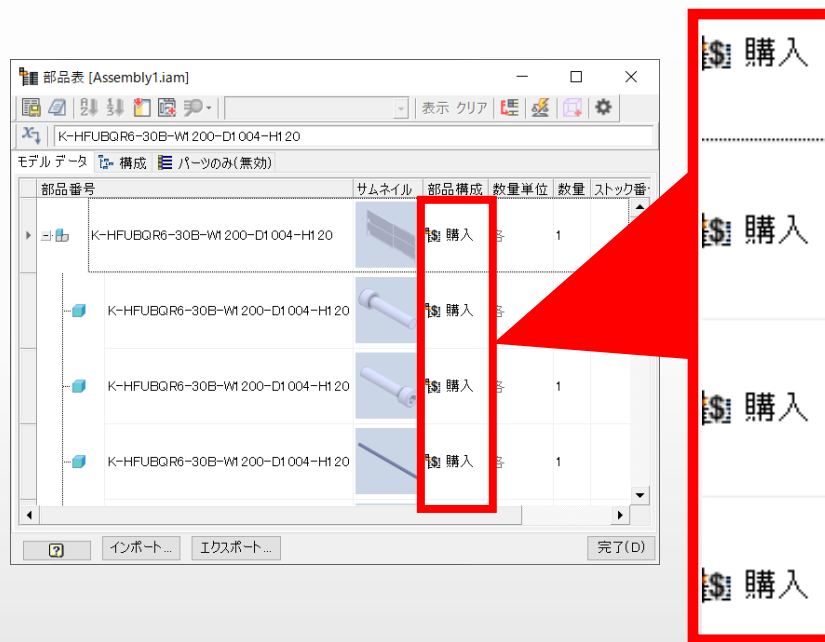 部品表 [Assembly1.iam]
表示 クリア
K-HFUBQR6-30B-W1200-D1004-H120
モデル データ 構成 パーツのみ(無効)
部品番号 サムネイル 部品構成 数量単位 数量 ストック番
K-HFUBQR6-30B-W1200-D1004-H120 購入 各 1
K-HFUBQR6-30B-W1200-D1004-H120 購入 各
K-HFUBQR6-30B-W1200-D1004-H120 購入 各 1
K-HFUBQR6-30B-W1200-D1004-H120 購入 各 1
インポート... エクスポート... 完了(D)
購入
購入
購入
購入